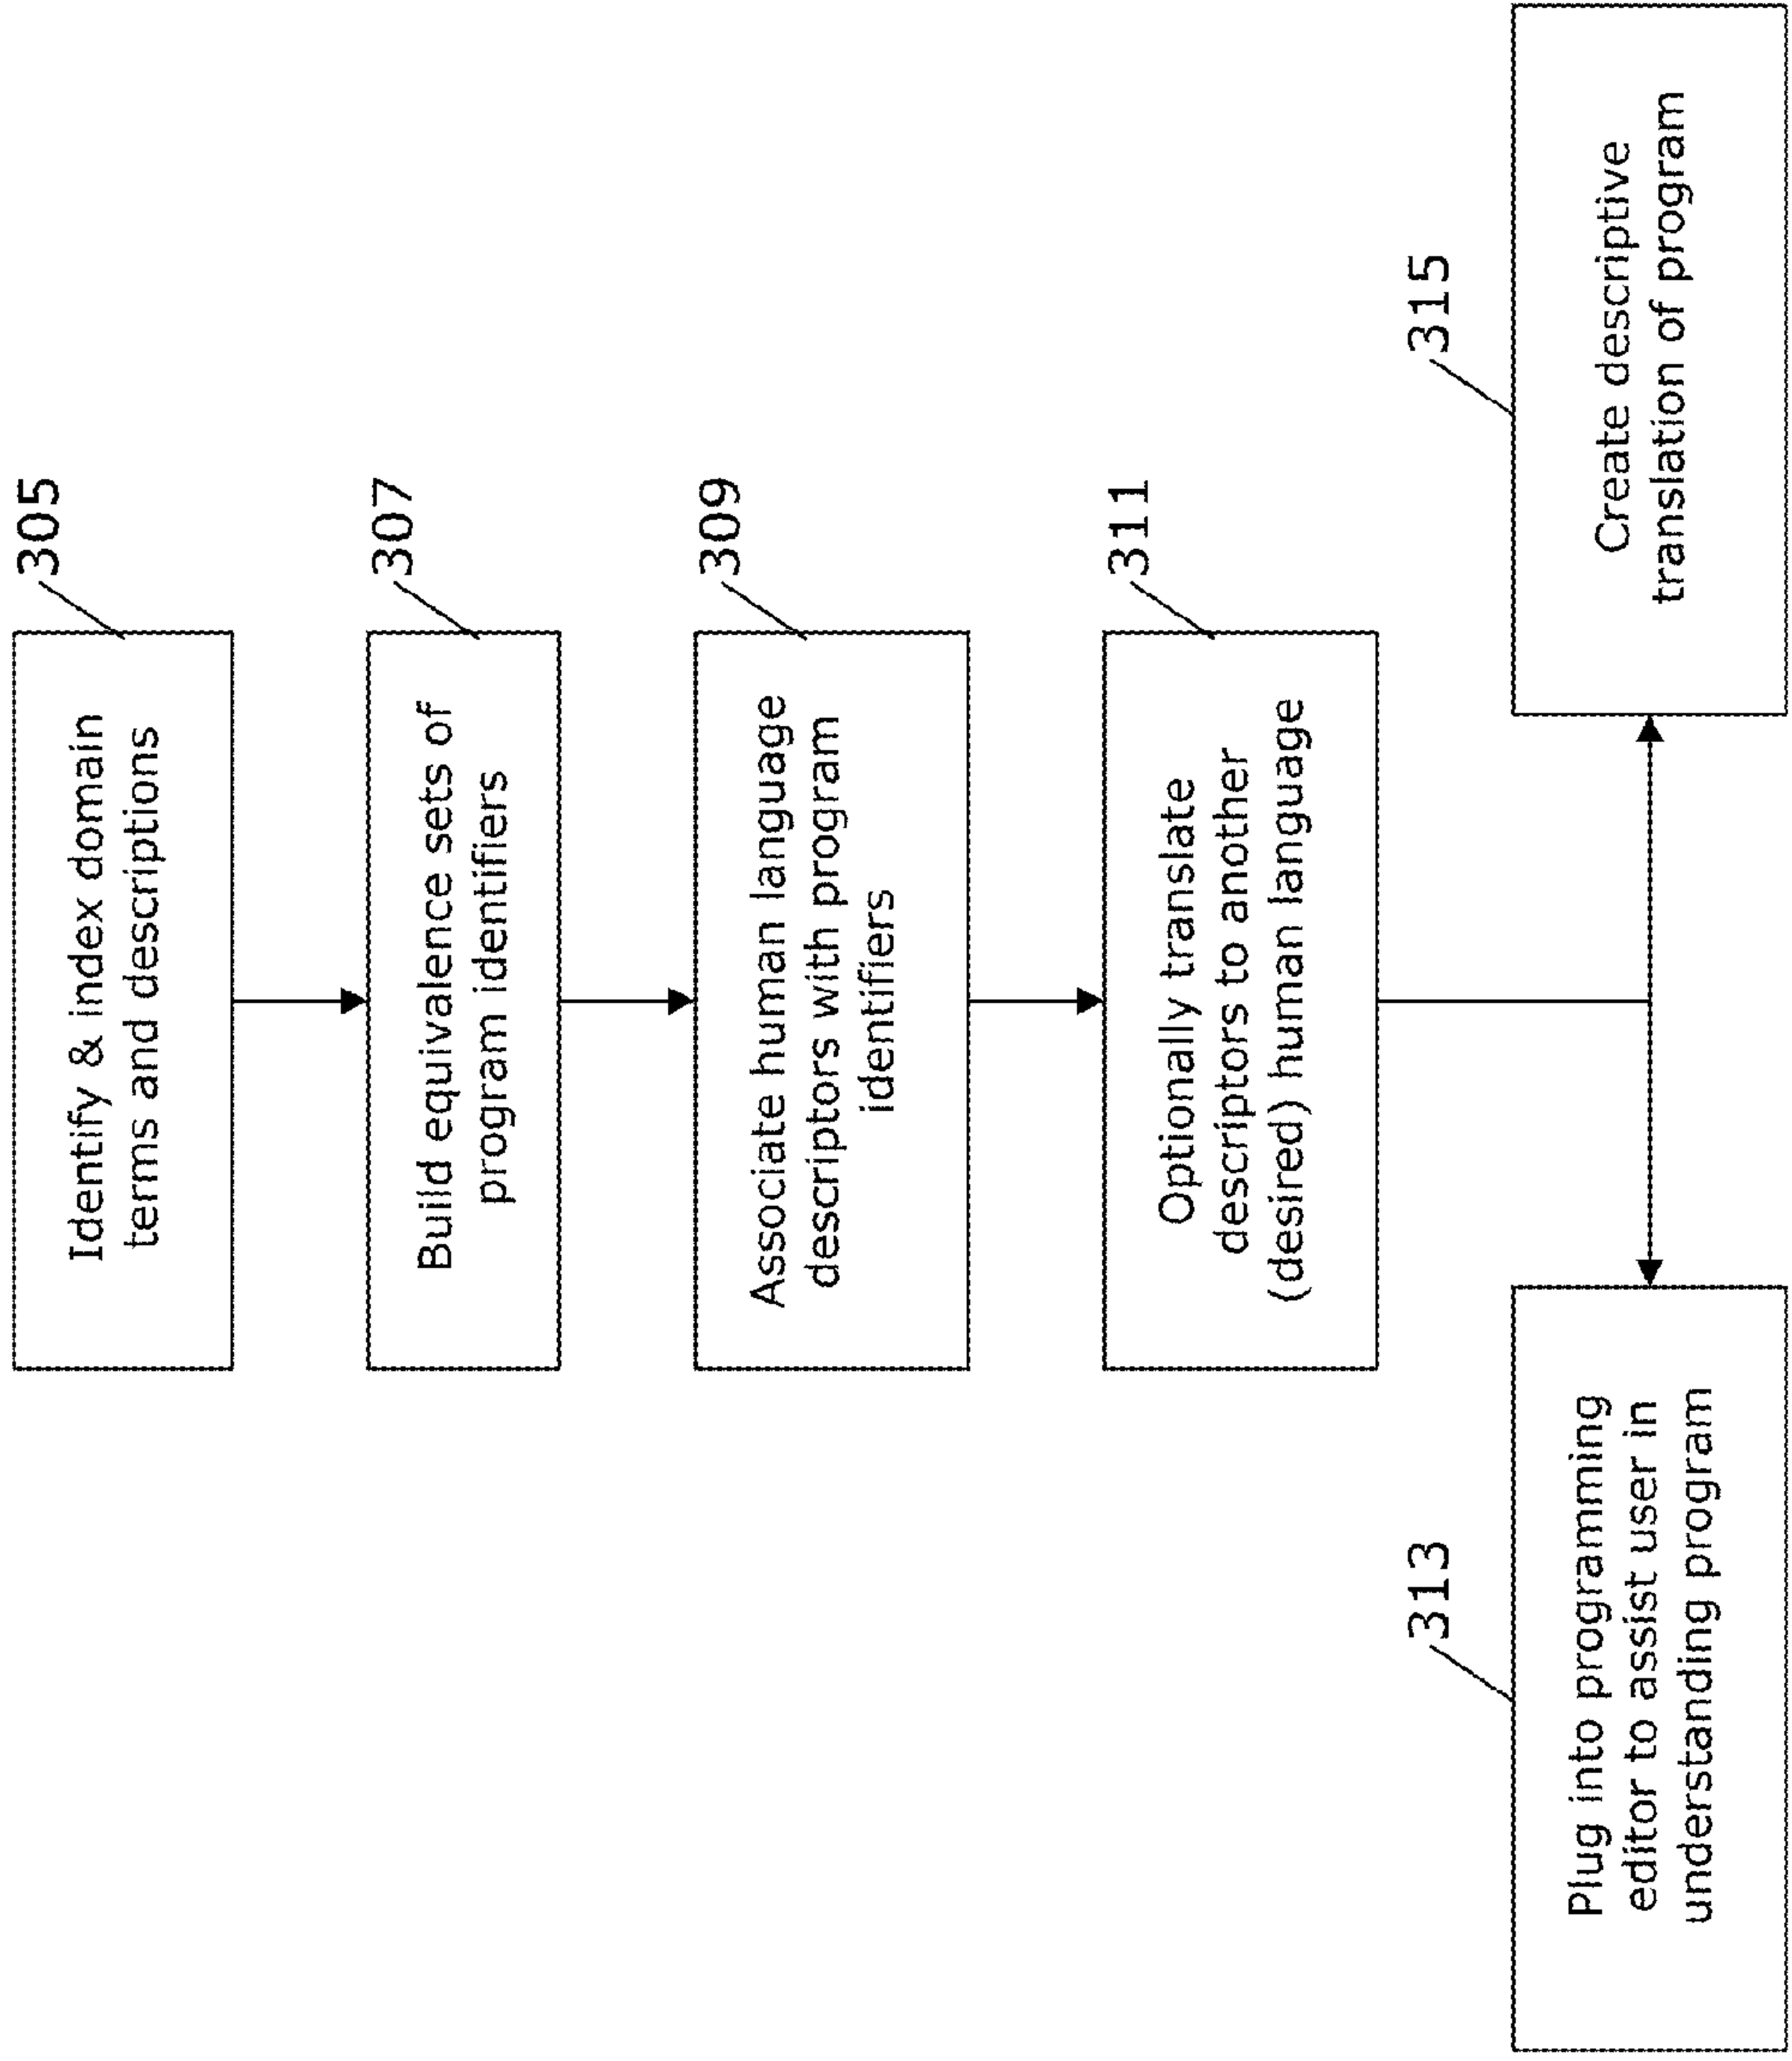 305
Identify & index domain
terms and descriptions
307
Build equivalence sets of
program identifiers
309
Associate human language
descriptors with program
identifiers
311
Optionally translate
descriptors to another
(desired) human language
313
Plug into programming
editor to assist user in
understanding program
315
Create descriptive
translation of program